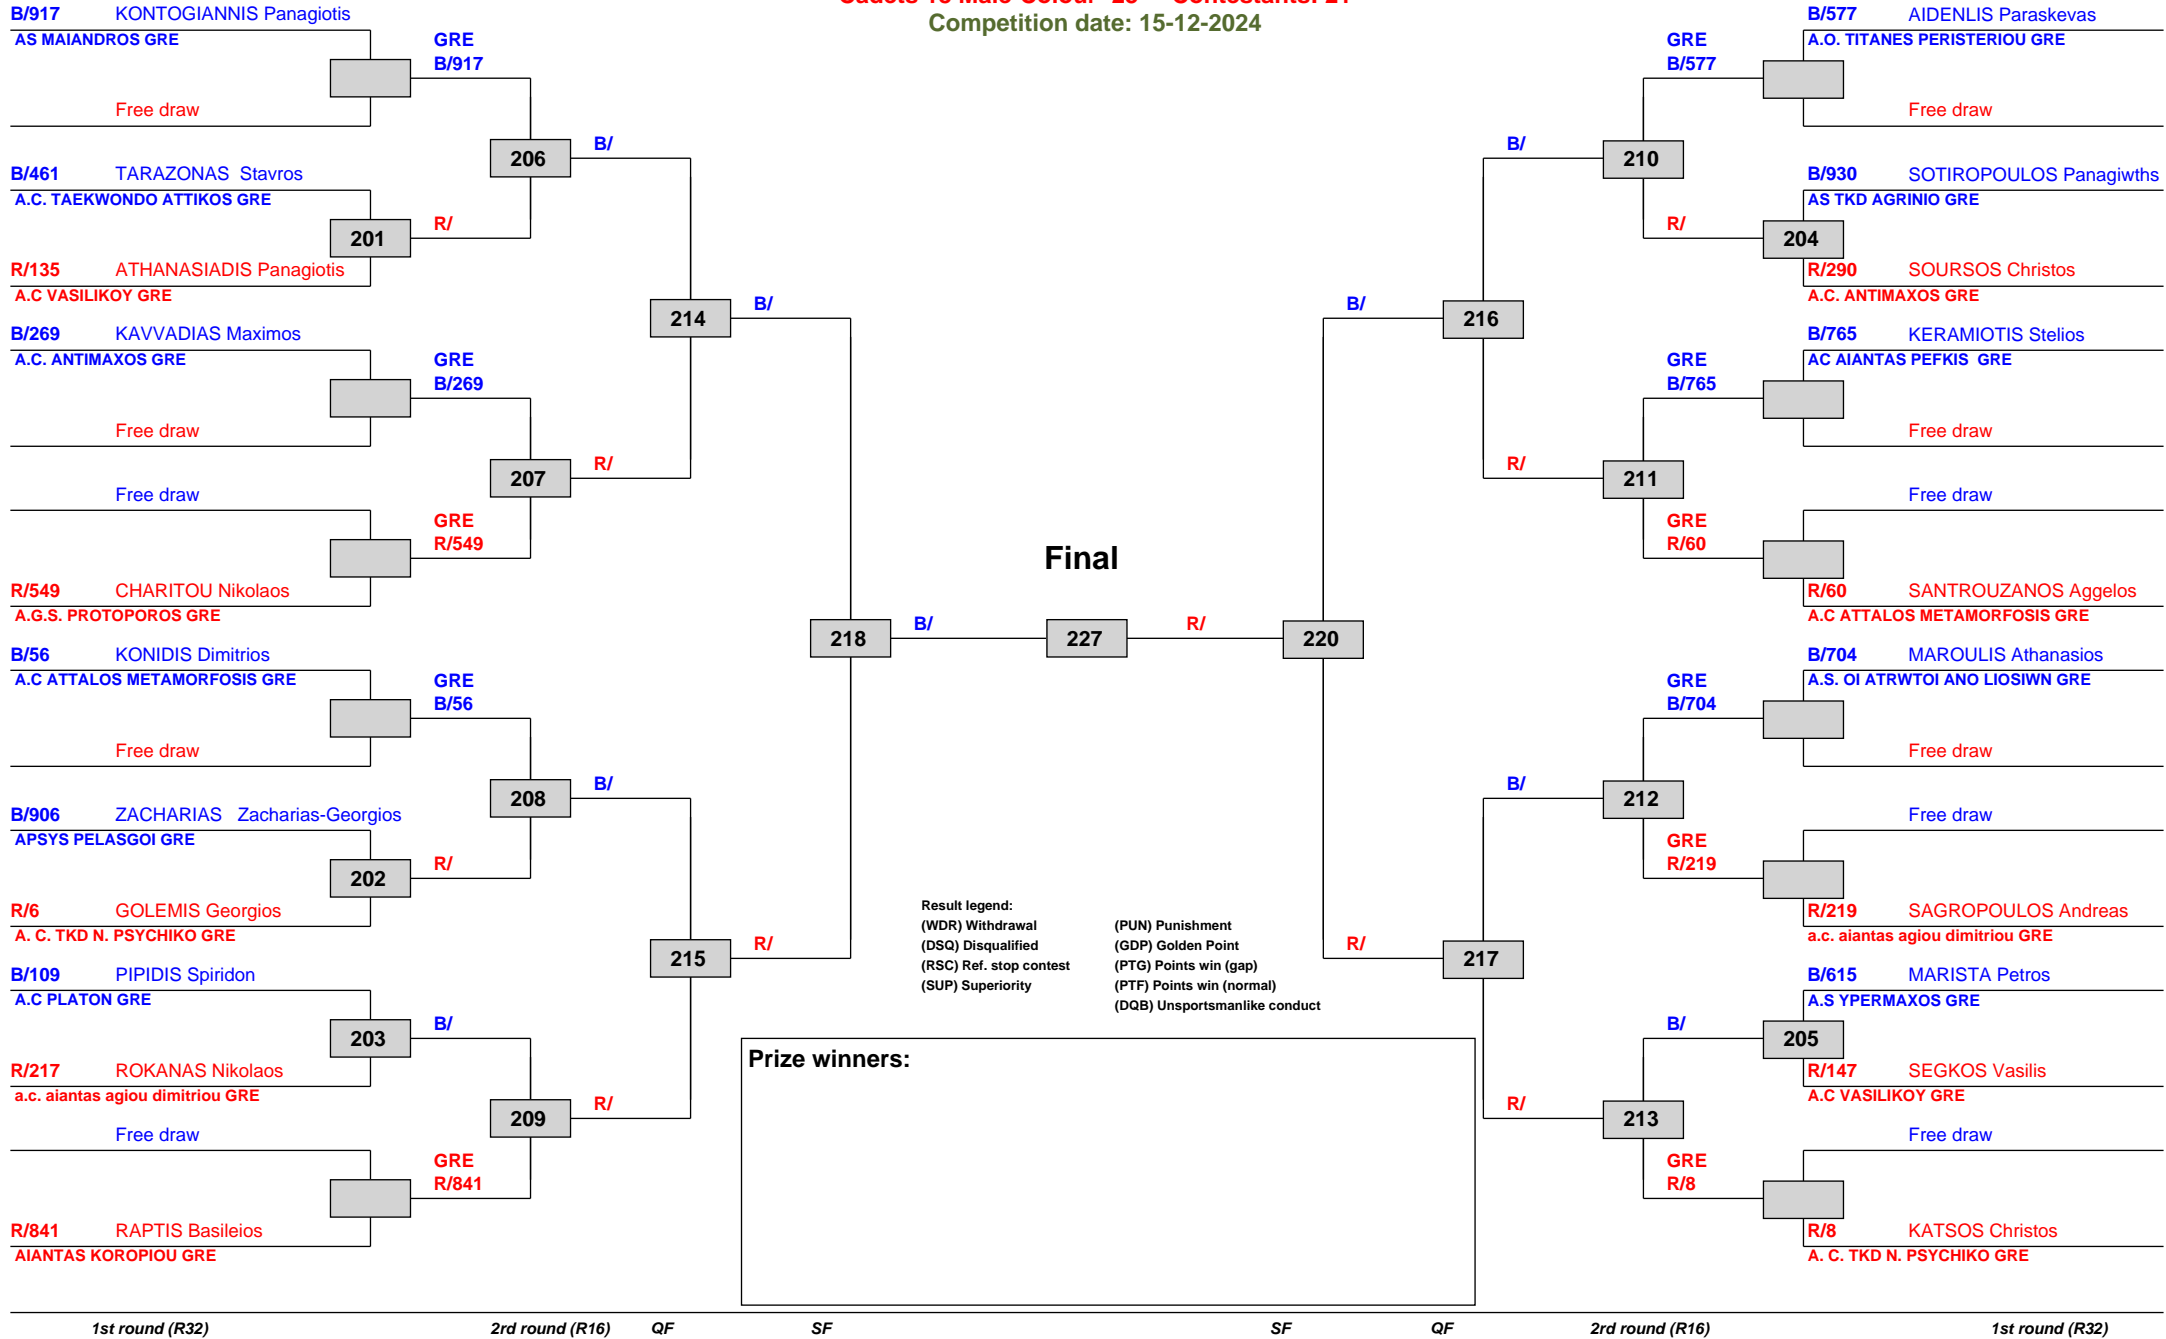 Competition date: 15-12-2024
B/917 KONTOGIANNIS Panagiotis
AS MAIANDROS GRE
GRE
B/917
Free draw
206
B/
B/461 TARAZONAS Stavros
A.C. TAEKWONDO ATTIKOS GRE
201
R/
R/135 ATHANASIADIS Panagiotis
A.C VASILIKOY GRE
214
B/
B/269 KAVVADIAS Maximos
A.C. ANTIMAXOS GRE
GRE
B/269
Free draw
207
R/
Free draw
GRE
R/549
R/549 CHARITOU Nikolaos
A.G.S. PROTOPOROS GRE
218
B/
B/56 KONIDIS Dimitrios
A.C ATTALOS METAMORFOSIS GRE
GRE
B/56
Free draw
208
B/
B/906 ZACHARIAS Zacharias-Georgios
APSYS PELASGOI GRE
202
R/
R/6 GOLEMIS Georgios
A. C. TKD N. PSYCHIKO GRE
215
R/
B/109 PIPIDIS Spiridon
A.C PLATON GRE
203
B/
R/217 ROKANAS Nikolaos
a.c. aiantas agiou dimitriou GRE
209
R/
Free draw
GRE
R/841
R/841 RAPTIS Basileios
AIANTAS KOROPIOU GRE
Final
227
R/
220
B/577 AIDENLIS Paraskevas
A.O. TITANES PERISTERIOU GRE
GRE
B/577
Free draw
B/
210
B/930 SOTIROPOULOS Panagiwths
AS TKD AGRINIO GRE
R/
204
R/290 SOURSOS Christos
A.C. ANTIMAXOS GRE
B/
216
B/765 KERAMIOTIS Stelios
AC AIANTAS PEFKIS GRE
GRE
B/765
Free draw
R/
211
Free draw
GRE
R/60
R/60 SANTROUZANOS Aggelos
A.C ATTALOS METAMORFOSIS GRE
B/704 MAROULIS Athanasios
A.S. OI ATRWTOI ANO LIOSIWN GRE
GRE
B/704
Free draw
B/
212
Free draw
GRE
R/219
R/219 SAGROPOULOS Andreas
a.c. aiantas agiou dimitriou GRE
R/
217
B/615 MARISTA Petros
A.S YPERMAXOS GRE
B/
205
R/147 SEGKOS Vasilis
A.C VASILIKOY GRE
R/
213
Free draw
GRE
R/8
R/8 KATSOS Christos
A. C. TKD N. PSYCHIKO GRE
Result legend:
(WDR) Withdrawal (PUN) Punishment
(DSQ) Disqualified (GDP) Golden Point
(RSC) Ref. stop contest (PTG) Points win (gap)
(SUP) Superiority (PTF) Points win (normal)
(DQB) Unsportsmanlike conduct
Prize winners:
1st round (R32) 2rd round (R16) QF SF SF QF 2rd round (R16) 1st round (R32)